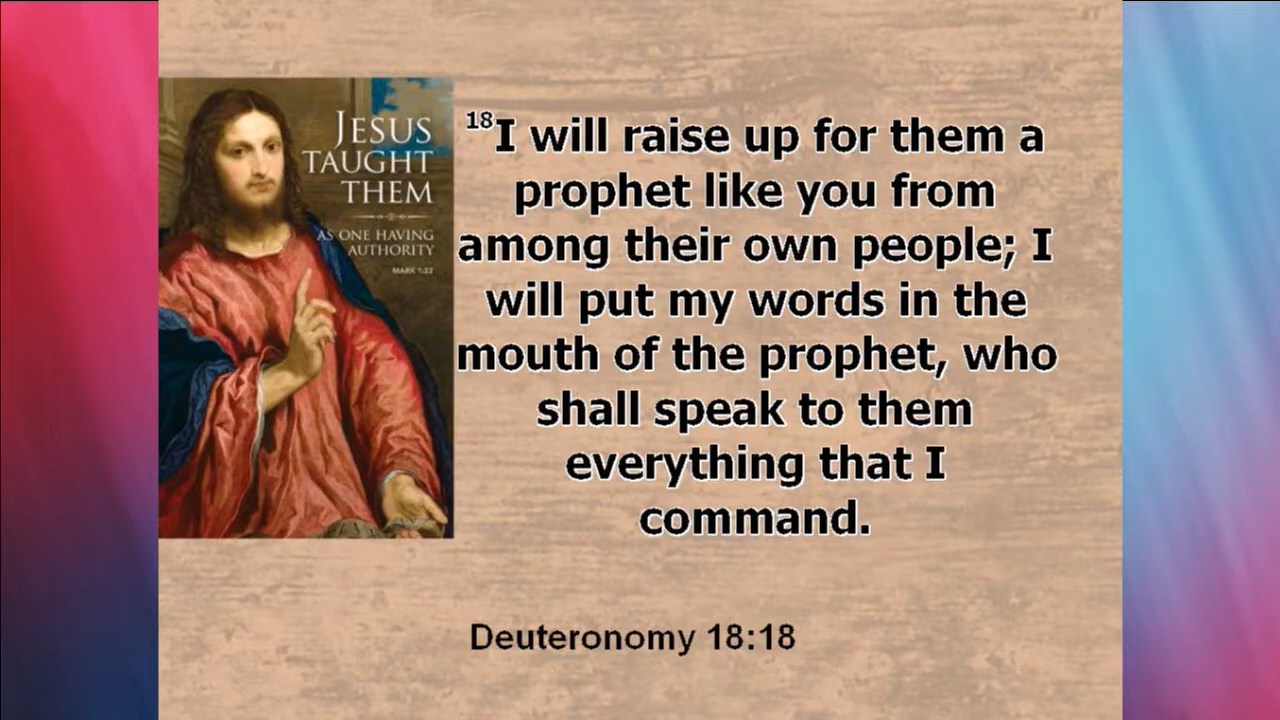 JESUS
TAUGHT
THEM
AS ONE HAVING
AUTHORITY
MARK 1:22
18I will raise up for them a
prophet like you from
among their own people; I
will put my words in the
mouth of the prophet, who
shall speak to them
everything that I
command.
Deuteronomy 18:18